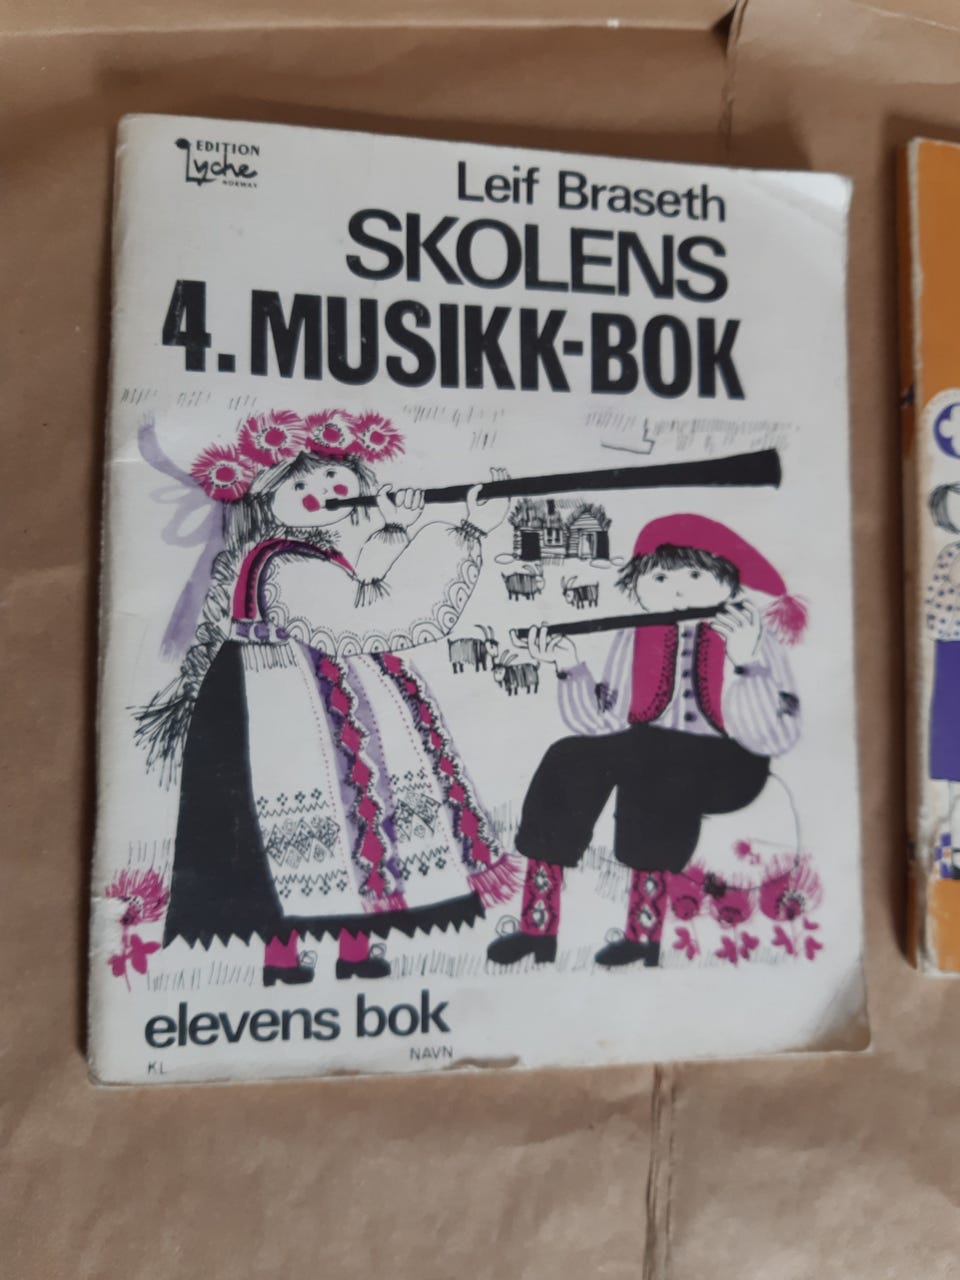 EDITION
Lyche
NORWAY
Leif Braseth
SKOLENS
4. MUSIKK-BOK
elevens bok
KL
NAVN